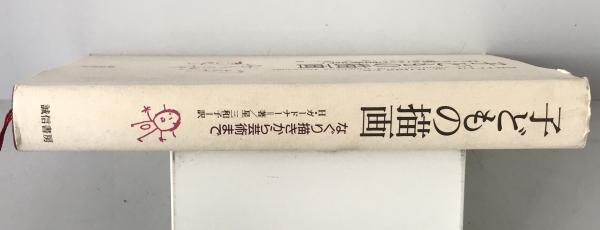 子どもの描画
なぐり描きから芸術まで
H・ガードナー＝著／星 三和子＝訳
誠信書房